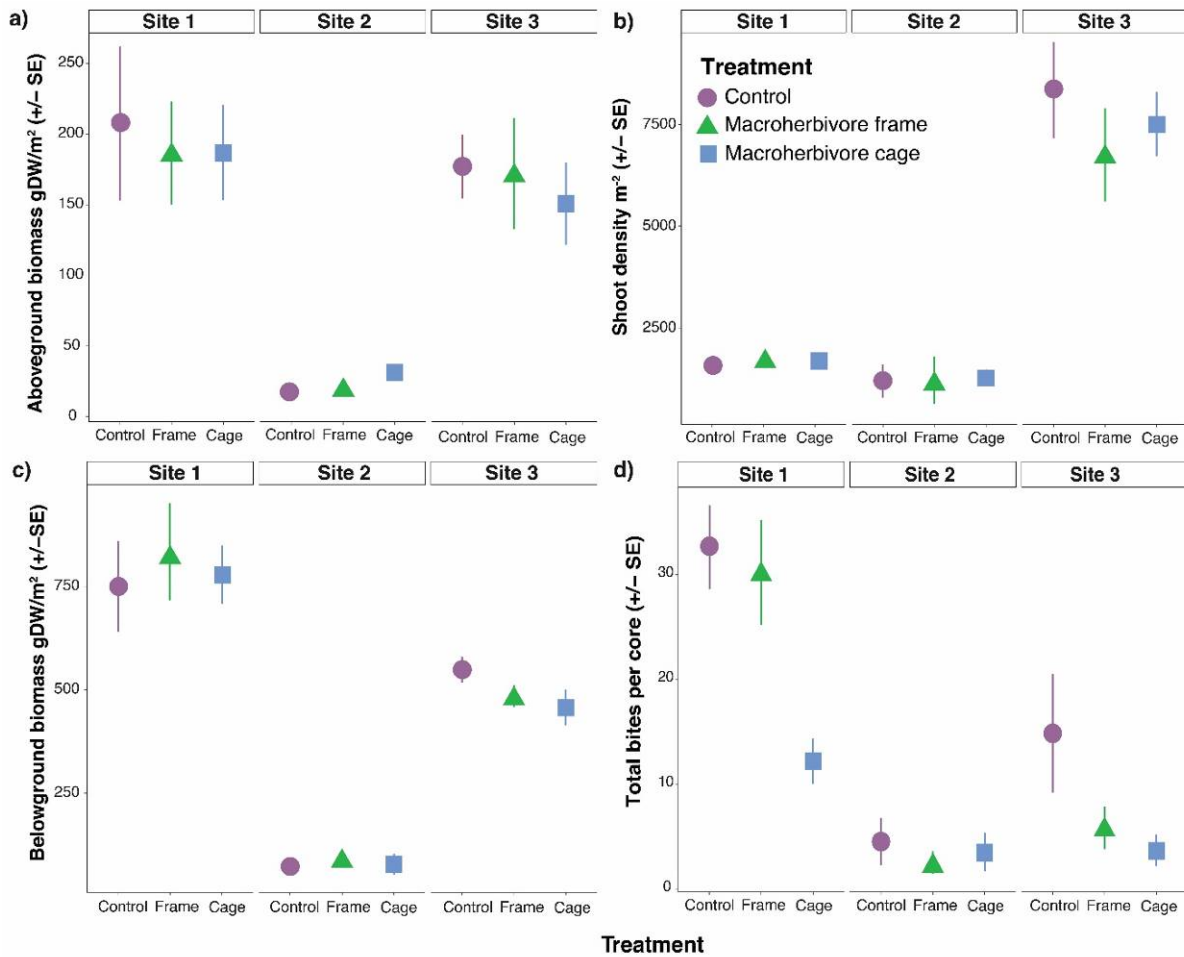 a)
Site 1 Site 2 Site 3
Aboveground biomass gDW/m² (+/− SE)
250
200
150
100
50
0
Control Frame Cage Control Frame Cage Control Frame Cage
b)
Site 1 Site 2 Site 3
Shoot density m⁻² (+/− SE)
7500
5000
2500
Treatment
Control
Macroherbivore frame
Macroherbivore cage
Control Frame Cage Control Frame Cage Control Frame Cage
c)
Site 1 Site 2 Site 3
Belowground biomass gDW/m² (+/−SE)
750
500
250
Control Frame Cage Control Frame Cage Control Frame Cage
d)
Site 1 Site 2 Site 3
Total bites per core (+/− SE)
30
20
10
0
Control Frame Cage Control Frame Cage Control Frame Cage
Treatment